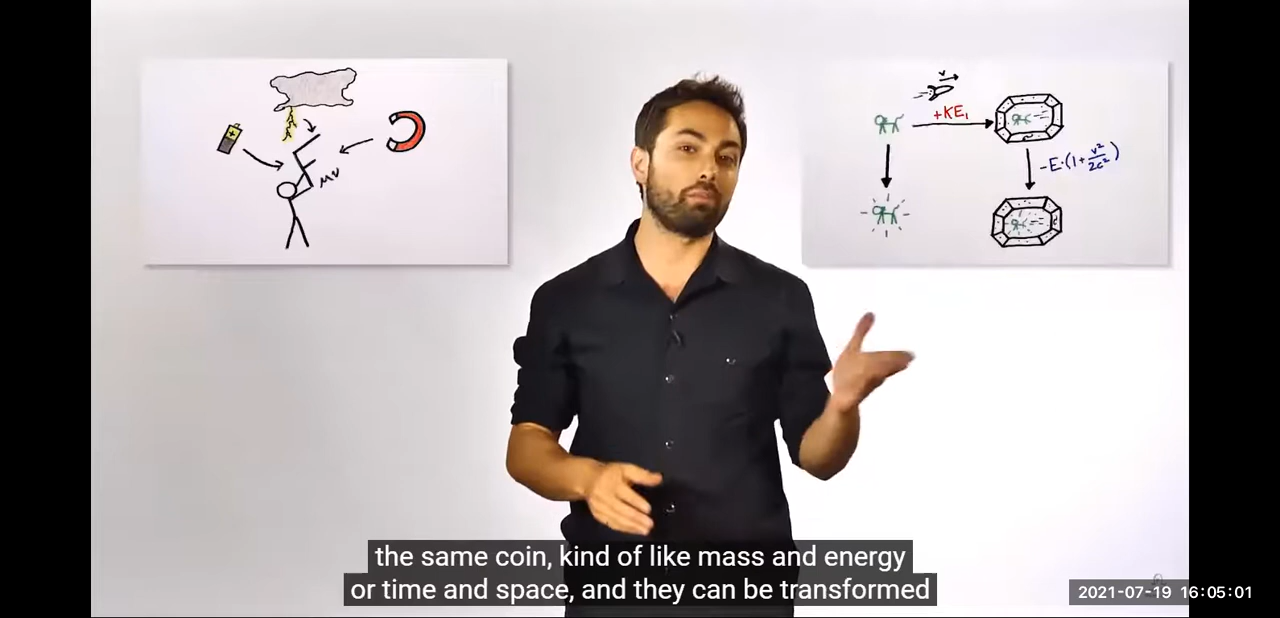 v
+KE₁
-E·(1+v²/2c²)
the same coin, kind of like mass and energy
or time and space, and they can be transformed
2021-07-19 16:05:01